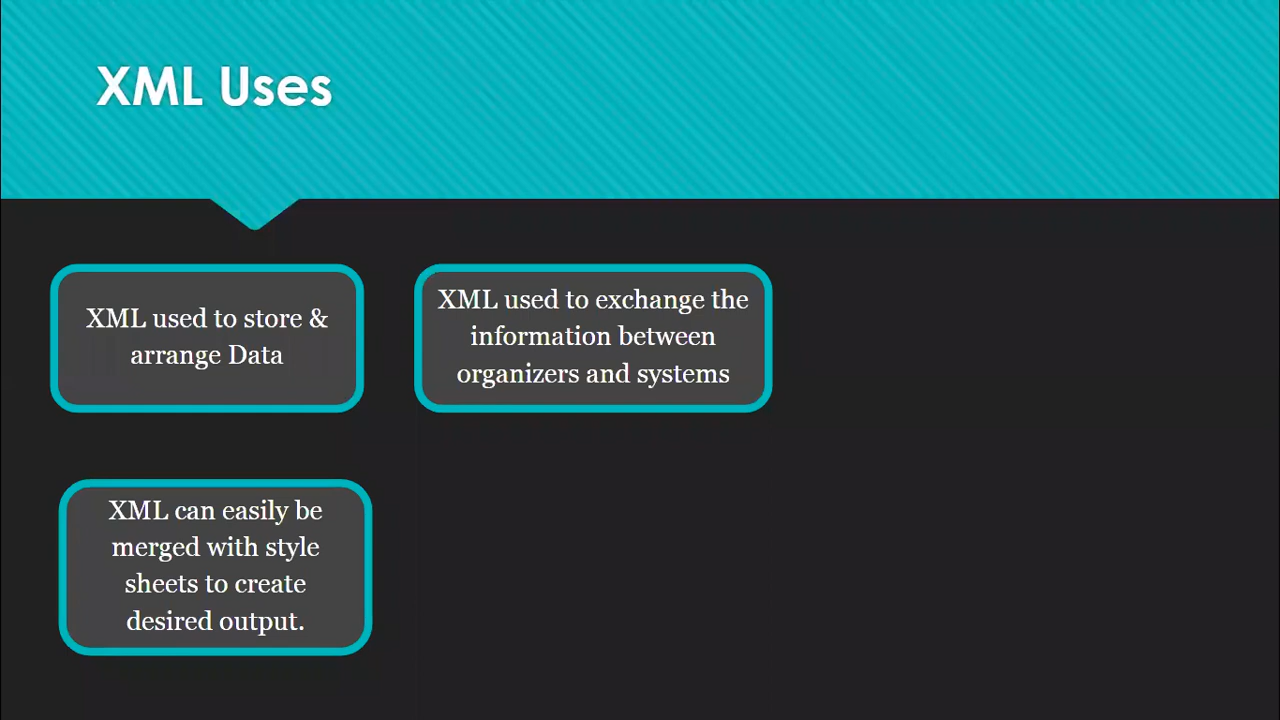 XML Uses
XML used to store &
arrange Data
XML used to exchange the
information between
organizers and systems
XML can easily be
merged with style
sheets to create
desired output.